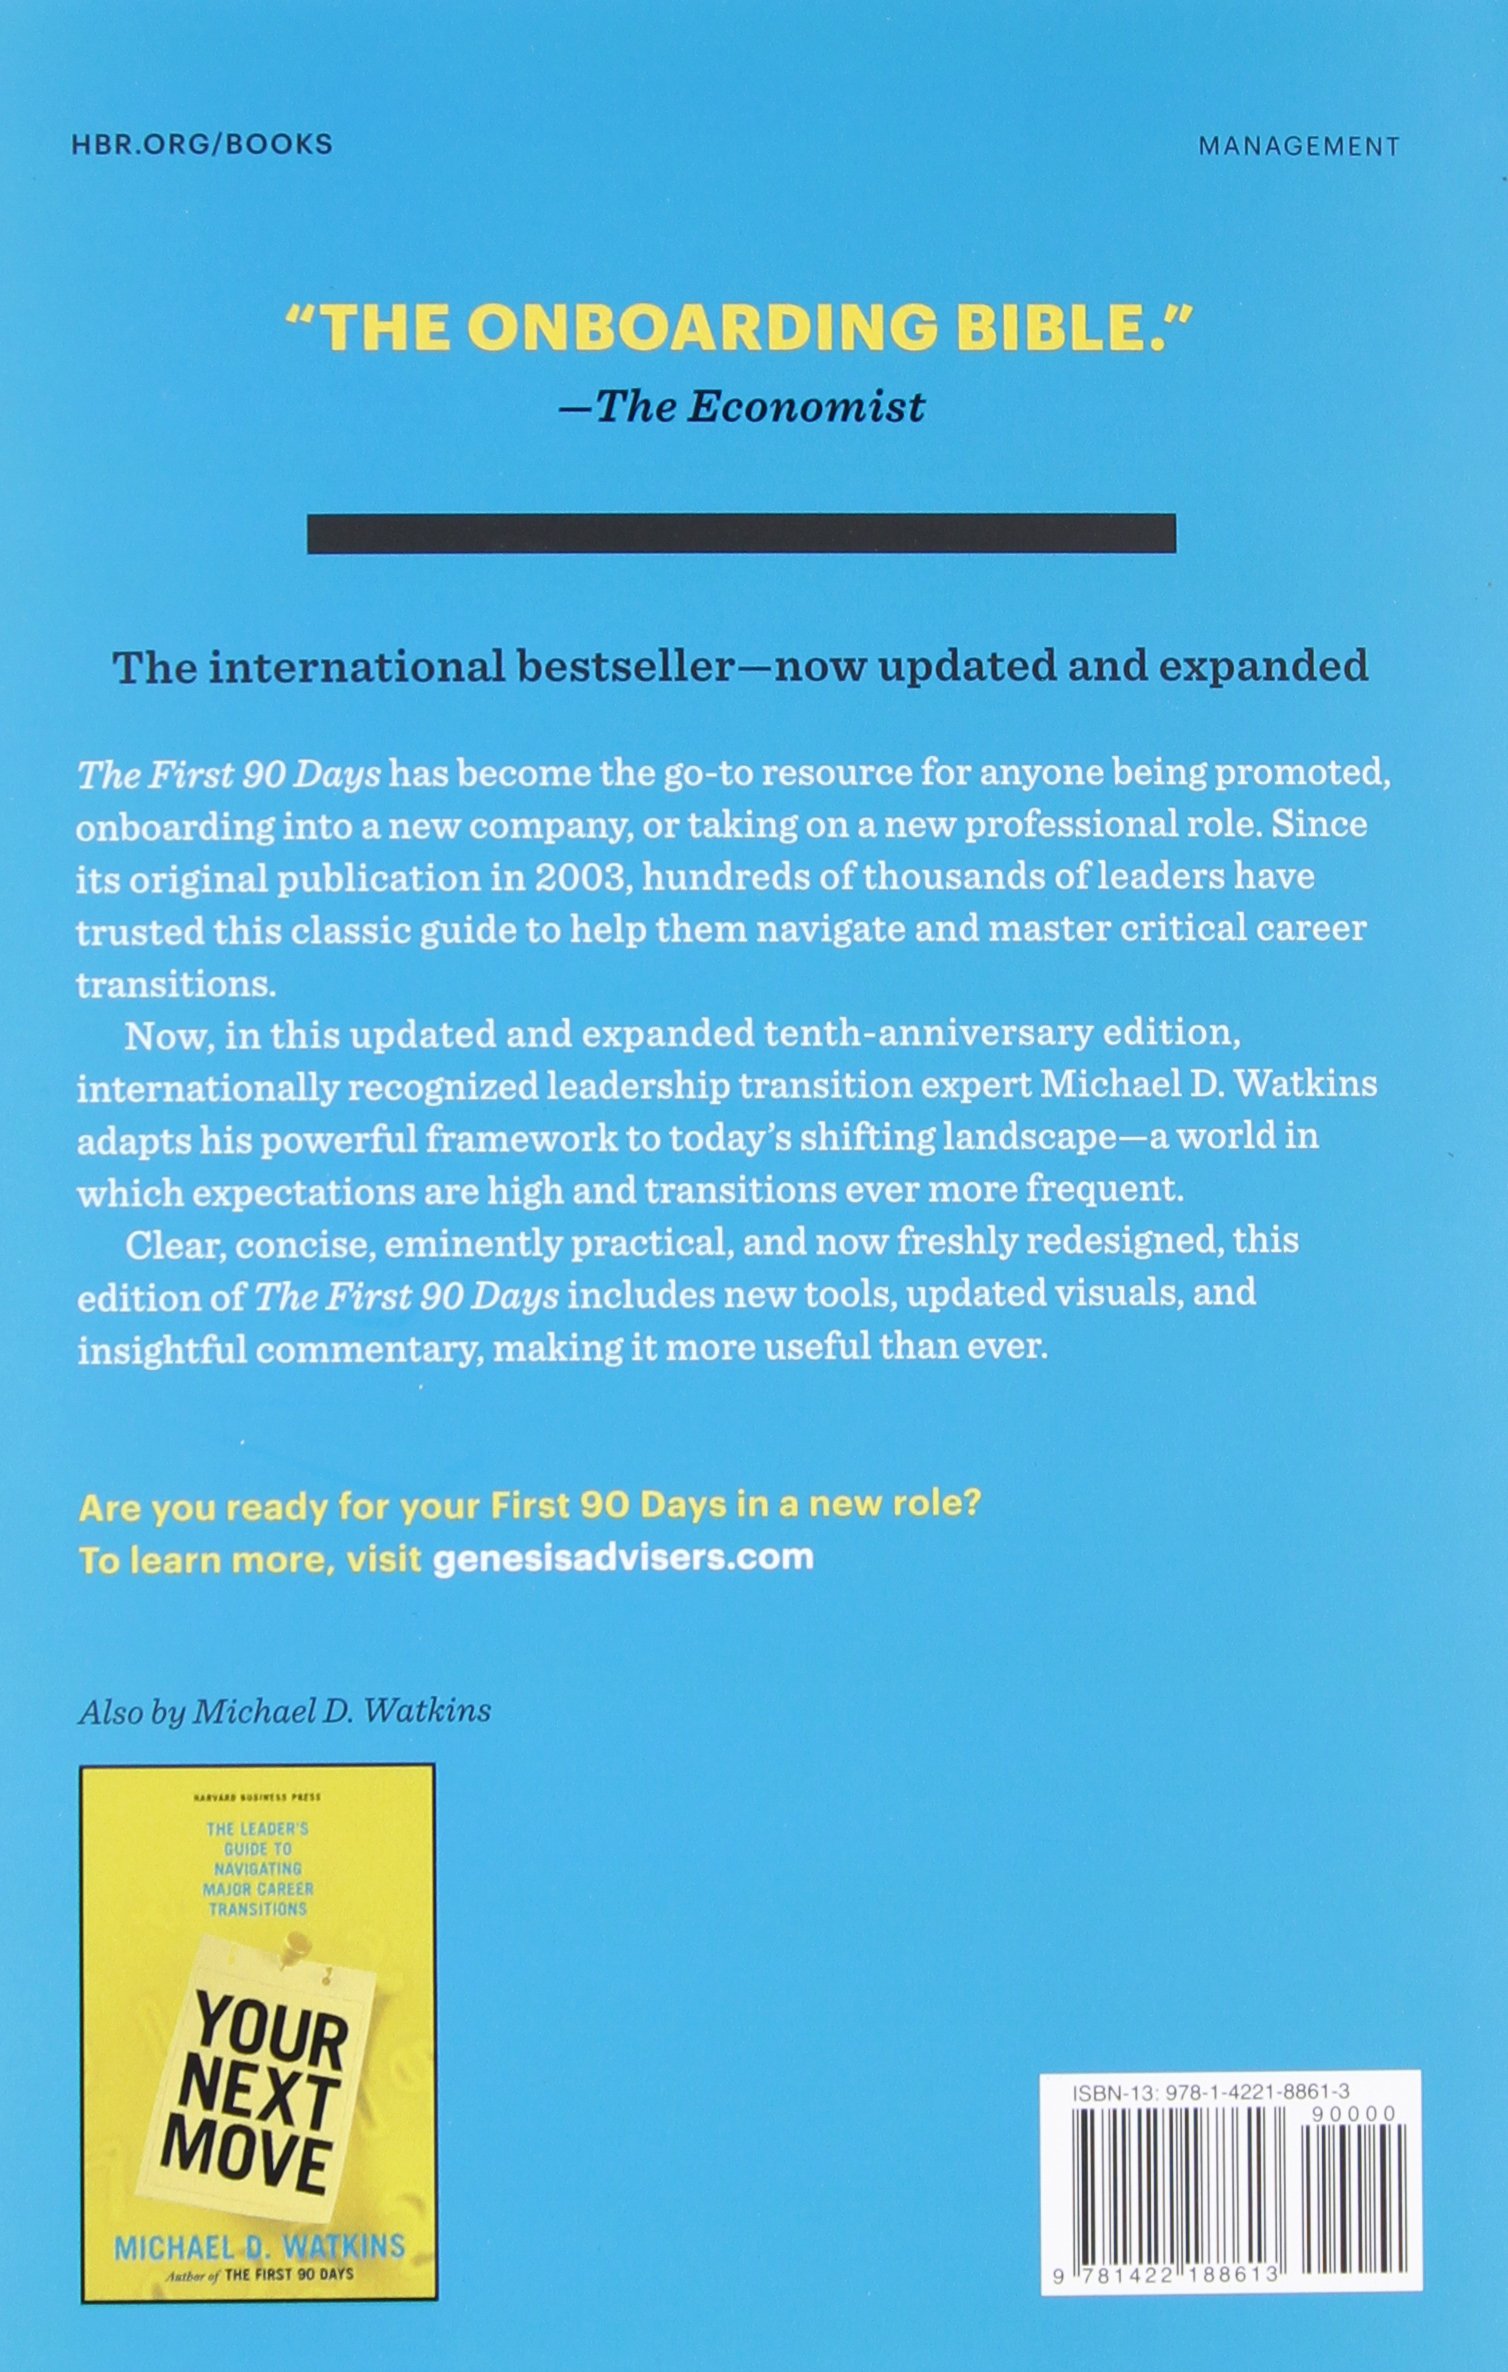 HBR.ORG/BOOKS
MANAGEMENT
“THE ONBOARDING BIBLE.”
—The Economist
The international bestseller—now updated and expanded
The First 90 Days has become the go-to resource for anyone being promoted,
onboarding into a new company, or taking on a new professional role. Since
its original publication in 2003, hundreds of thousands of leaders have
trusted this classic guide to help them navigate and master critical career
transitions.
Now, in this updated and expanded tenth-anniversary edition,
internationally recognized leadership transition expert Michael D. Watkins
adapts his powerful framework to today’s shifting landscape—a world in
which expectations are high and transitions ever more frequent.
Clear, concise, eminently practical, and now freshly redesigned, this
edition of The First 90 Days includes new tools, updated visuals, and
insightful commentary, making it more useful than ever.
Are you ready for your First 90 Days in a new role?
To learn more, visit genesisadvisers.com
Also by Michael D. Watkins
HARVARD BUSINESS PRESS
THE LEADER'S
GUIDE TO
NAVIGATING
MAJOR CAREER
TRANSITIONS
YOUR
NEXT
MOVE
MICHAEL D. WATKINS
Author of THE FIRST 90 DAYS
ISBN-13: 978-1-4221-8861-3
90000
9 781422 188613